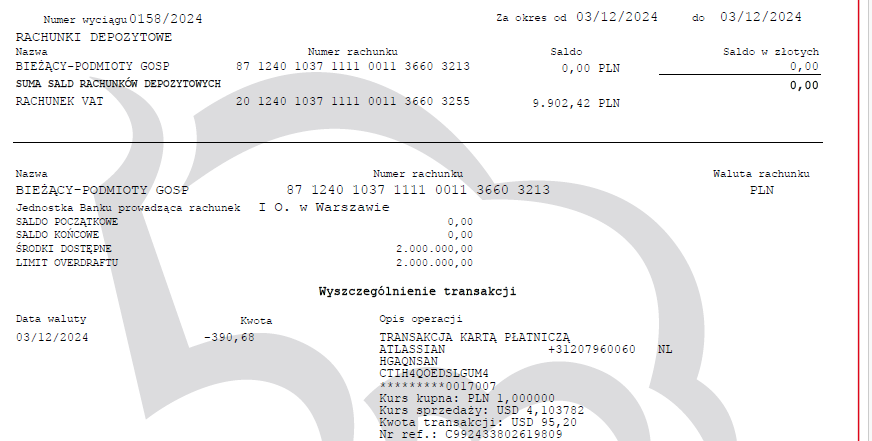 Numer wyciągu 0158/2024 Za okres od 03/12/2024 do 03/12/2024
RACHUNKI DEPOZYTOWE
Nazwa Numer rachunku Saldo Saldo w złotych
BIEŻĄCY-PODMIOTY GOSP 87 1240 1037 1111 0011 3660 3213 0,00 PLN 0,00
SUMA SALD RACHUNKÓW DEPOZYTOWYCH 0,00
RACHUNEK VAT 20 1240 1037 1111 0011 3660 3255 9.902,42 PLN
Nazwa Numer rachunku Waluta rachunku
BIEŻĄCY-PODMIOTY GOSP 87 1240 1037 1111 0011 3660 3213 PLN
Jednostka Banku prowadząca rachunek I O. w Warszawie
SALDO POCZĄTKOWE 0,00
SALDO KOŃCOWE 0,00
ŚRODKI DOSTĘPNE 2.000.000,00
LIMIT OVERDRAFTU 2.000.000,00
Wyszczególnienie transakcji
Data waluty Kwota Opis operacji
03/12/2024 -390,68 TRANSAKCJA KARTĄ PŁATNICZĄ
ATLASSIAN +31207960060 NL
HGAQNSAN
CTIH4QOEDSLGUM4
*********0017007
Kurs kupna: PLN 1,000000
Kurs sprzedaży: USD 4,103782
Kwota transakcji: USD 95,20
Nr ref.: C992433802619809